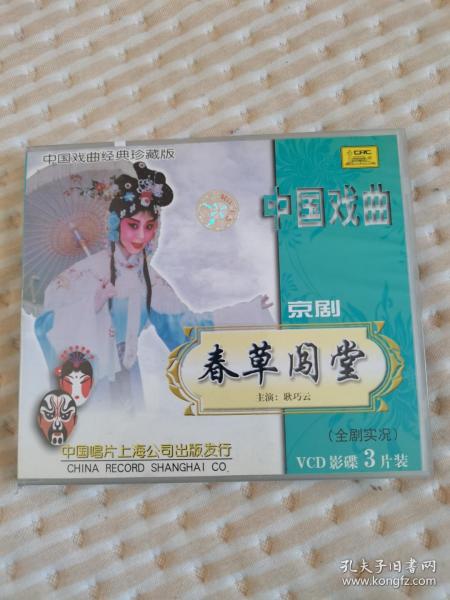 中国戏曲经典珍藏版
CRC
中国戏曲
京剧
春草闯堂
主演：耿巧云
（全剧实况）
VCD 影碟 3 片装
中国唱片上海公司出版发行
CHINA RECORD SHANGHAI CO.
孔夫子旧书网
www.kongfz.com